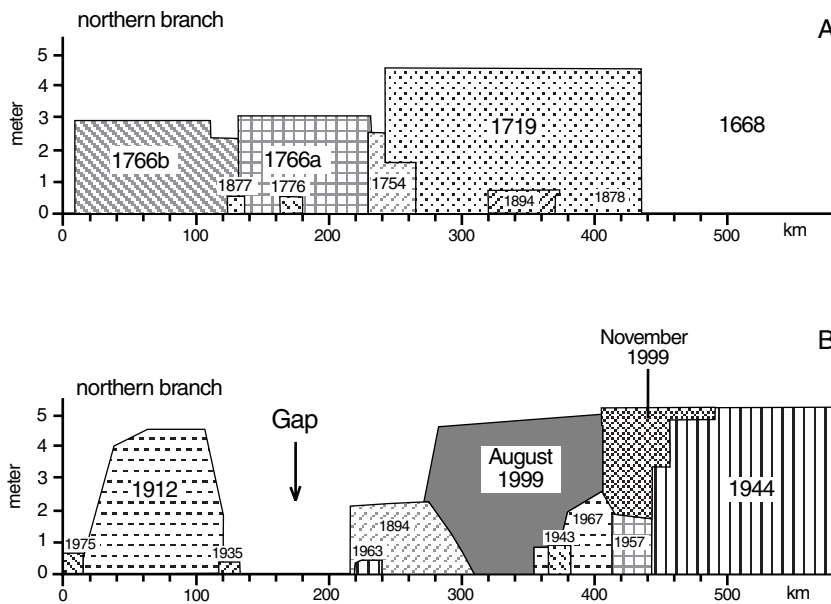 northern branch
A
5
4
3
2
1
0
meter
1766b
1766a
1877
1776
1754
1719
1894
1878
1668
0 100 200 300 400 500 km
B
northern branch
November
1999
5
4
3
2
1
0
meter
Gap
1912
August
1999
1944
1975
1935
1894
1963
1943
1967
1957
0 100 200 300 400 500 km